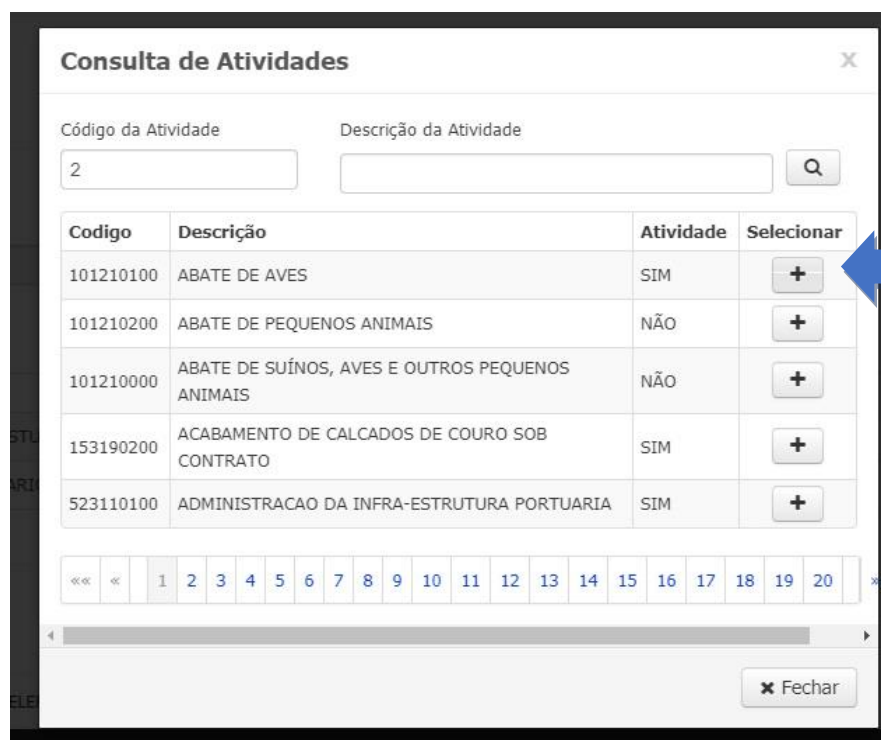 Consulta de Atividades x
Código da Atividade Descrição da Atividade
2
Codigo Descrição Atividade Selecionar
101210100 ABATE DE AVES SIM +
101210200 ABATE DE PEQUENOS ANIMAIS NÃO +
101210000 ABATE DE SUÍNOS, AVES E OUTROS PEQUENOS
ANIMAIS NÃO +
153190200 ACABAMENTO DE CALCADOS DE COURO SOB
CONTRATO SIM +
523110100 ADMINISTRACAO DA INFRA-ESTRUTURA PORTUARIA SIM +
«« « 1 2 3 4 5 6 7 8 9 10 11 12 13 14 15 16 17 18 19 20 »
× Fechar